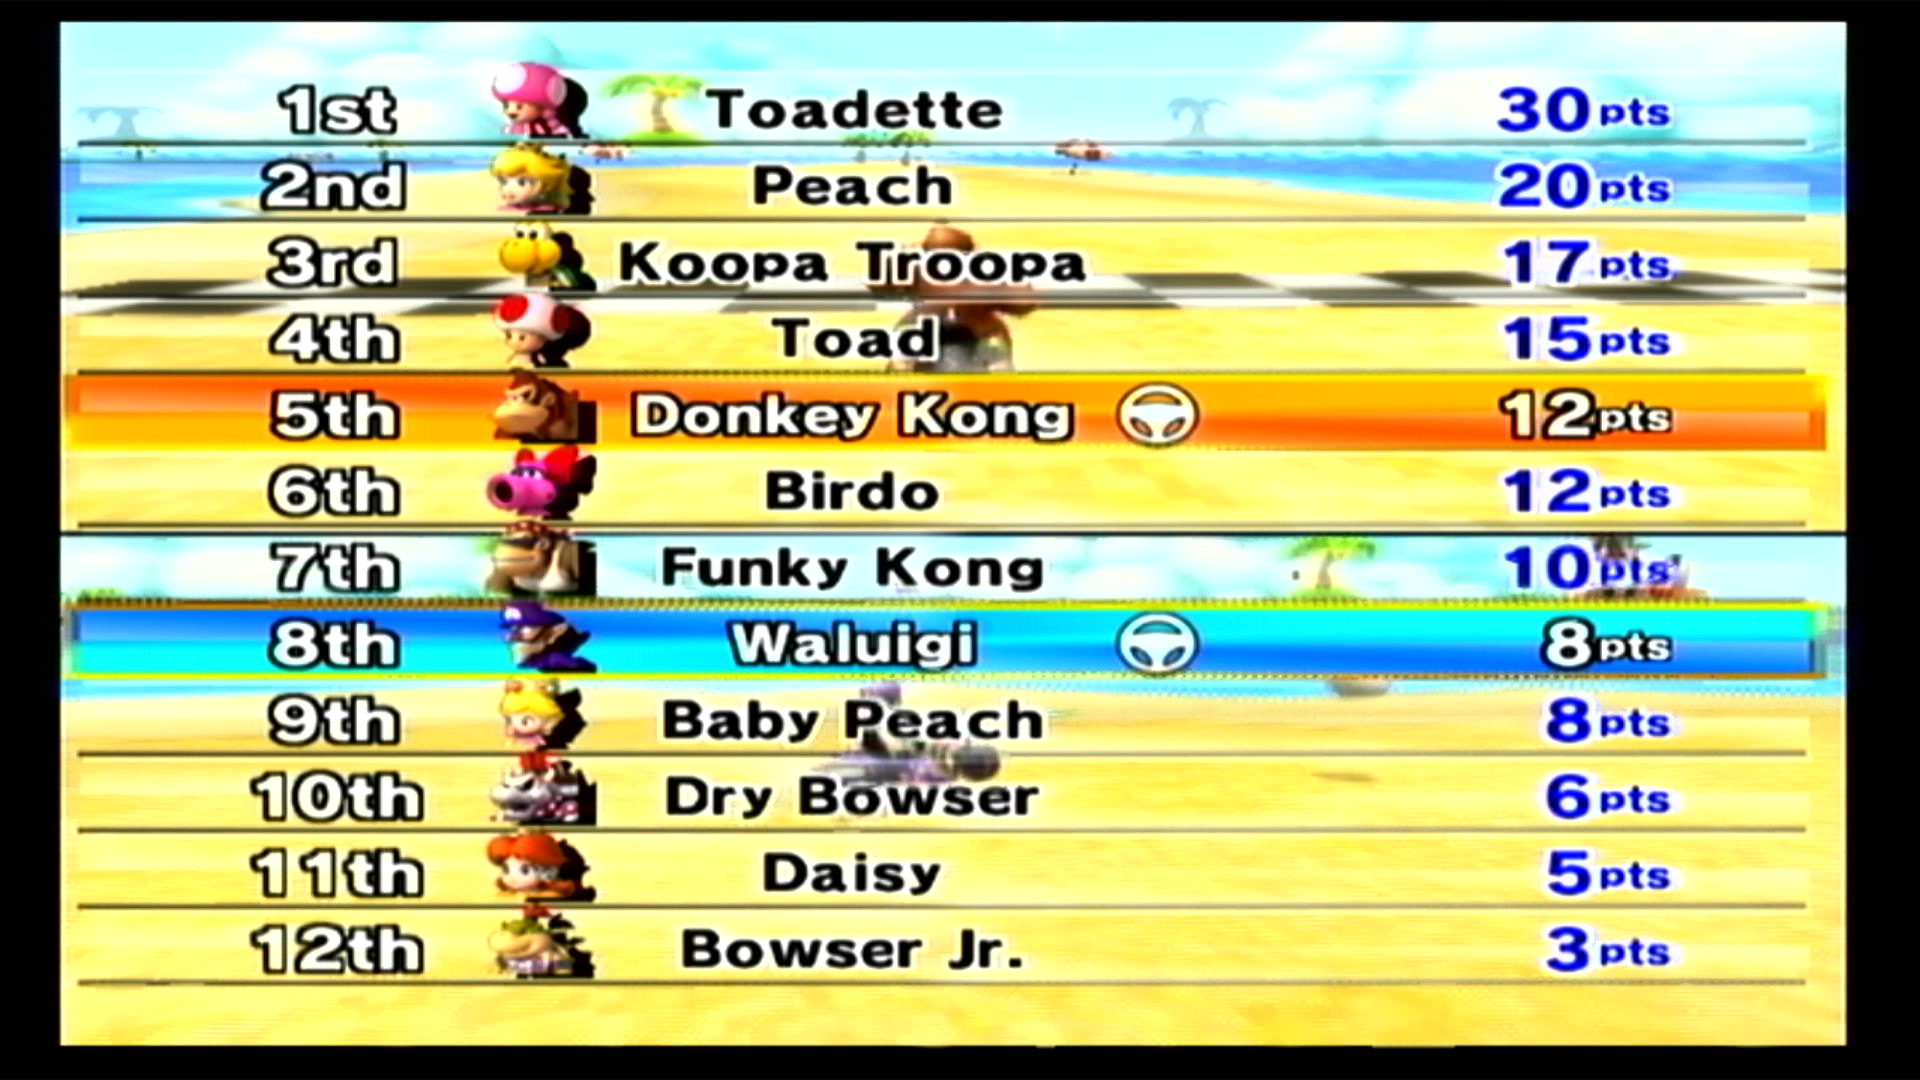 1st Toadette 30pts
2nd Peach 20pts
3rd Koopa Troopa 17pts
4th Toad 15pts
5th Donkey Kong 12pts
6th Birdo 12pts
7th Funky Kong 10pts
8th Waluigi 8pts
9th Baby Peach 8pts
10th Dry Bowser 6pts
11th Daisy 5pts
12th Bowser Jr. 3pts